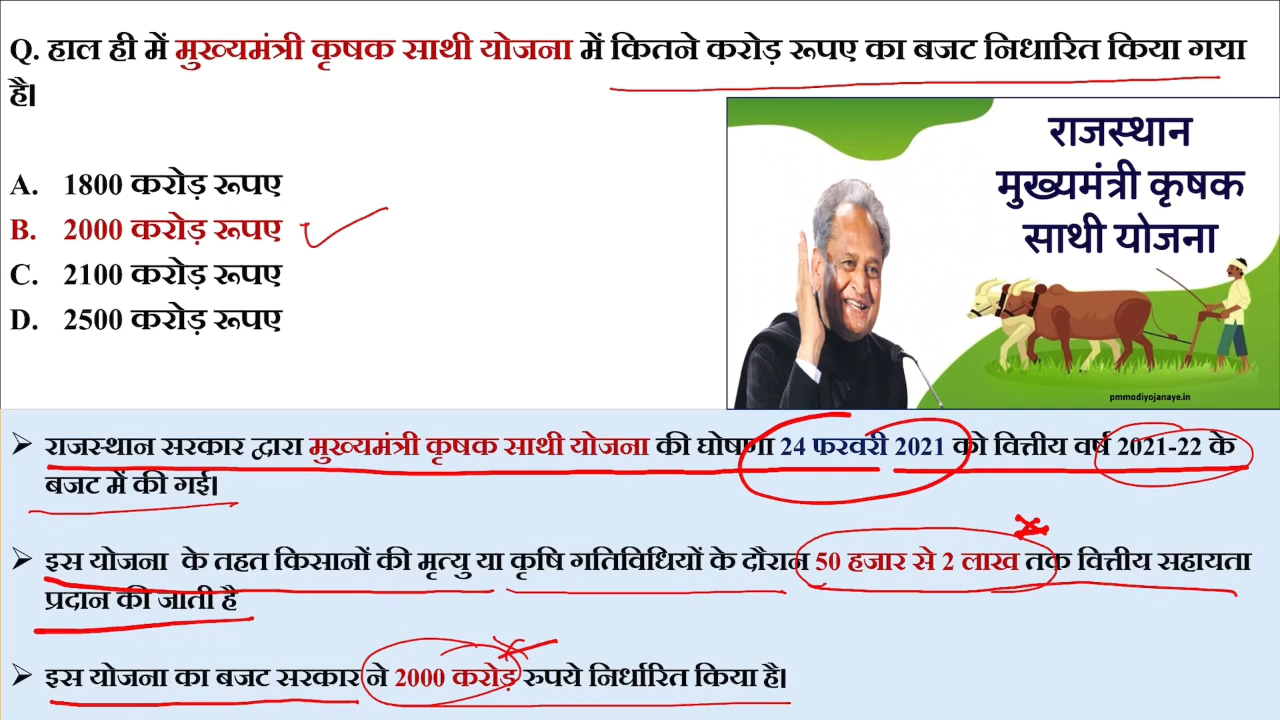 Q. हाल ही में मुख्यमंत्री कृषक साथी योजना में कितने करोड़ रूपए का बजट निधारित किया गया
है।
A. 1800 करोड़ रूपए
B. 2000 करोड़ रूपए
C. 2100 करोड़ रूपए
D. 2500 करोड़ रूपए
राजस्थान
मुख्यमंत्री कृषक
साथी योजना
pmmodiyojanaye.in
➢ राजस्थान सरकार द्वारा मुख्यमंत्री कृषक साथी योजना की घोषणा 24 फरवरी 2021 को वित्तीय वर्ष 2021-22 के
बजट में की गई।
➢ इस योजना के तहत किसानों की मृत्यु या कृषि गतिविधियों के दौरान 50 हजार से 2 लाख तक वित्तीय सहायता
प्रदान की जाती है
➢ इस योजना का बजट सरकार ने 2000 करोड़ रुपये निर्धारित किया है।